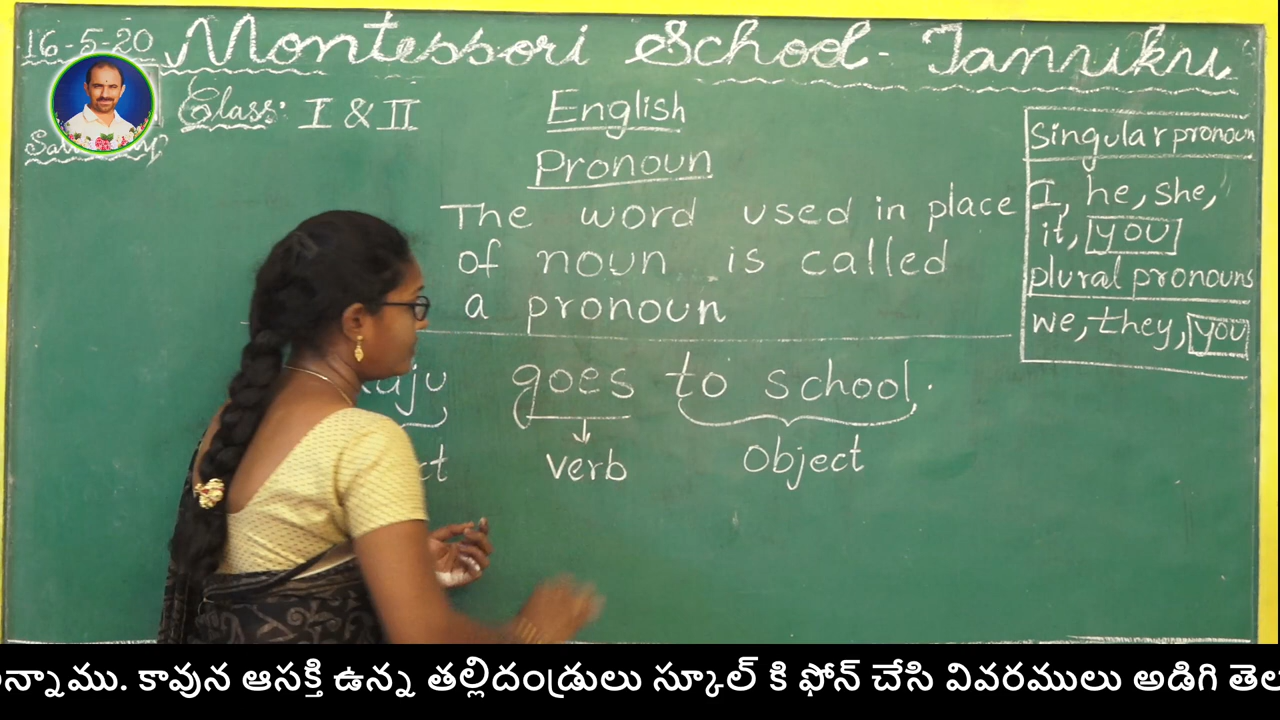 16-5-20 Montessori School - Tanruku
Class: I & II
English
Pronoun
The word used in place
of noun is called
a pronoun
goes to school.
verb Object
Singular pronoun
I, he, she,
it, you
plural pronouns
we, they, you
కావున ఆసక్తి ఉన్న తల్లిదండ్రులు స్కూల్ కి ఫోన్ చేసి వివరములు అడిగి